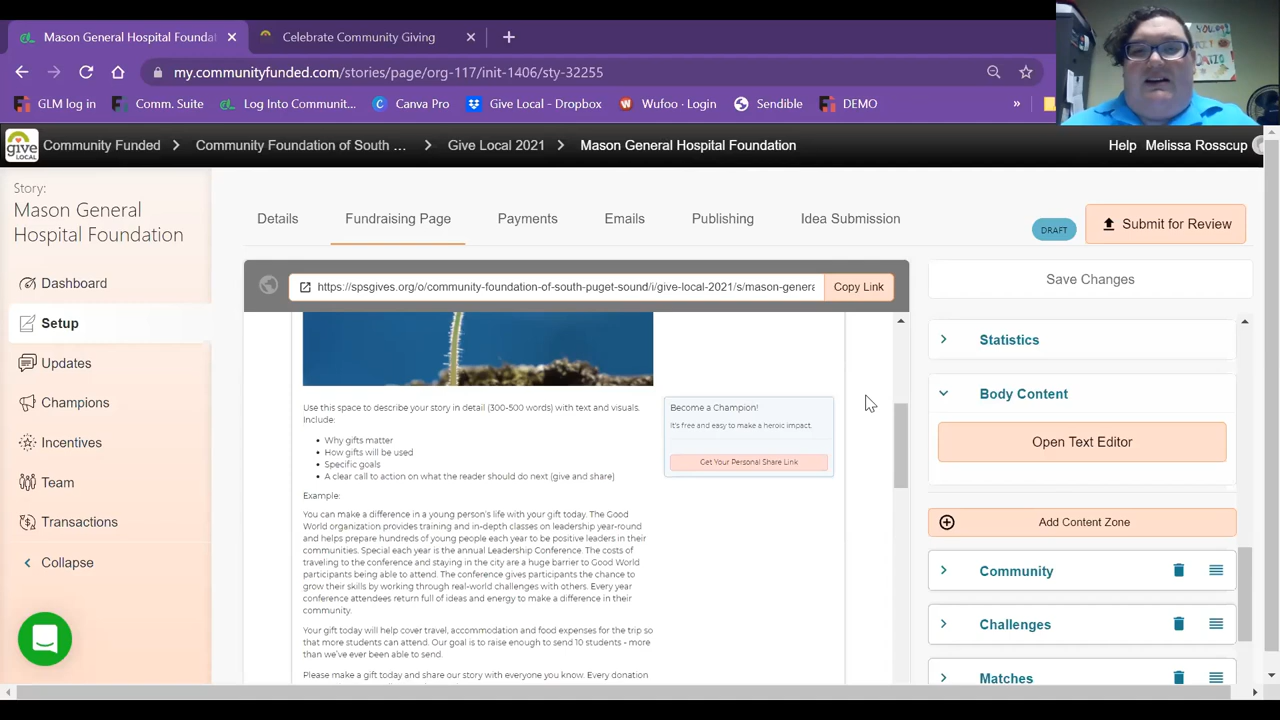 Mason General Hospital Foundat
Celebrate Community Giving
my.communityfunded.com/stories/page/org-117/init-1406/sty-32255
GLM log in
Comm. Suite
Log Into Communit...
Canva Pro
Give Local - Dropbox
Wufoo · Login
Sendible
DEMO
»
give
LOCAL
Community Funded
Community Foundation of South ...
Give Local 2021
Mason General Hospital Foundation
Help
Melissa Rosscup
Story:
Mason General
Hospital Foundation
Dashboard
Setup
Updates
Champions
Incentives
Team
Transactions
Collapse
Details
Fundraising Page
Payments
Emails
Publishing
Idea Submission
DRAFT
Submit for Review
https://spsgives.org/o/community-foundation-of-south-puget-sound/i/give-local-2021/s/mason-genera
Copy Link
Save Changes
Use this space to describe your story in detail (300-500 words) with text and visuals.
Include:
• Why gifts matter
• How gifts will be used
• Specific goals
• A clear call to action on what the reader should do next (give and share)
Example:
You can make a difference in a young person's life with your gift today. The Good
World organization provides training and in-depth classes on leadership year-round
and helps prepare hundreds of young people each year to be positive leaders in their
communities. Special each year is the annual Leadership Conference. The costs of
traveling to the conference and staying in the city are a huge barrier to Good World
participants being able to attend. The conference gives participants the chance to
grow their skills by working through real-world challenges with others. Every year
conference attendees return full of ideas and energy to make a difference in their
community.
Your gift today will help cover travel, accommodation and food expenses for the trip so
that more students can attend. Our goal is to raise enough to send 10 students - more
than we've ever been able to send.
Please make a gift today and share our story with everyone you know. Every donation
Become a Champion!
It's free and easy to make a heroic impact.
Get Your Personal Share Link
Statistics
Body Content
Open Text Editor
Add Content Zone
Community
Challenges
Matches